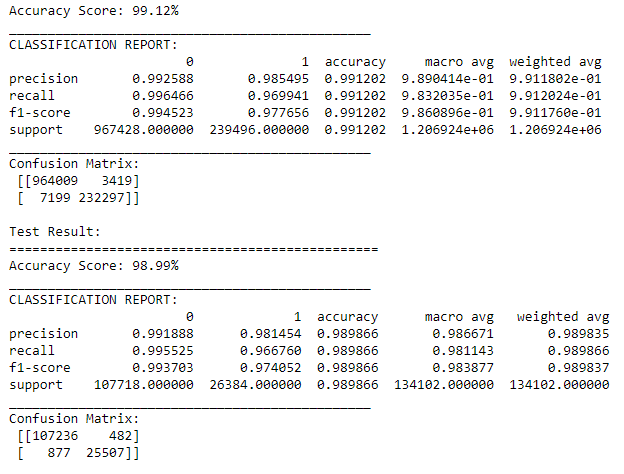 Accuracy Score: 99.12%
_______________________________________________
CLASSIFICATION REPORT:
                       0              1  accuracy     macro avg  weighted avg
precision       0.992588       0.985495  0.991202  9.890414e-01  9.911802e-01
recall          0.996466       0.969941  0.991202  9.832035e-01  9.912024e-01
f1-score        0.994523       0.977656  0.991202  9.860896e-01  9.911760e-01
support    967428.000000  239496.000000  0.991202  1.206924e+06  1.206924e+06
_______________________________________________
Confusion Matrix:
 [[964009   3419]
 [  7199 232297]]
Test Result:
================================================
Accuracy Score: 98.99%
_______________________________________________
CLASSIFICATION REPORT:
                       0             1  accuracy      macro avg   weighted avg
precision       0.991888      0.981454  0.989866       0.986671       0.989835
recall          0.995525      0.966760  0.989866       0.981143       0.989866
f1-score        0.993703      0.974052  0.989866       0.983877       0.989837
support    107718.000000  26384.000000  0.989866  134102.000000  134102.000000
_______________________________________________
Confusion Matrix:
 [[107236    482]
 [   877  25507]]